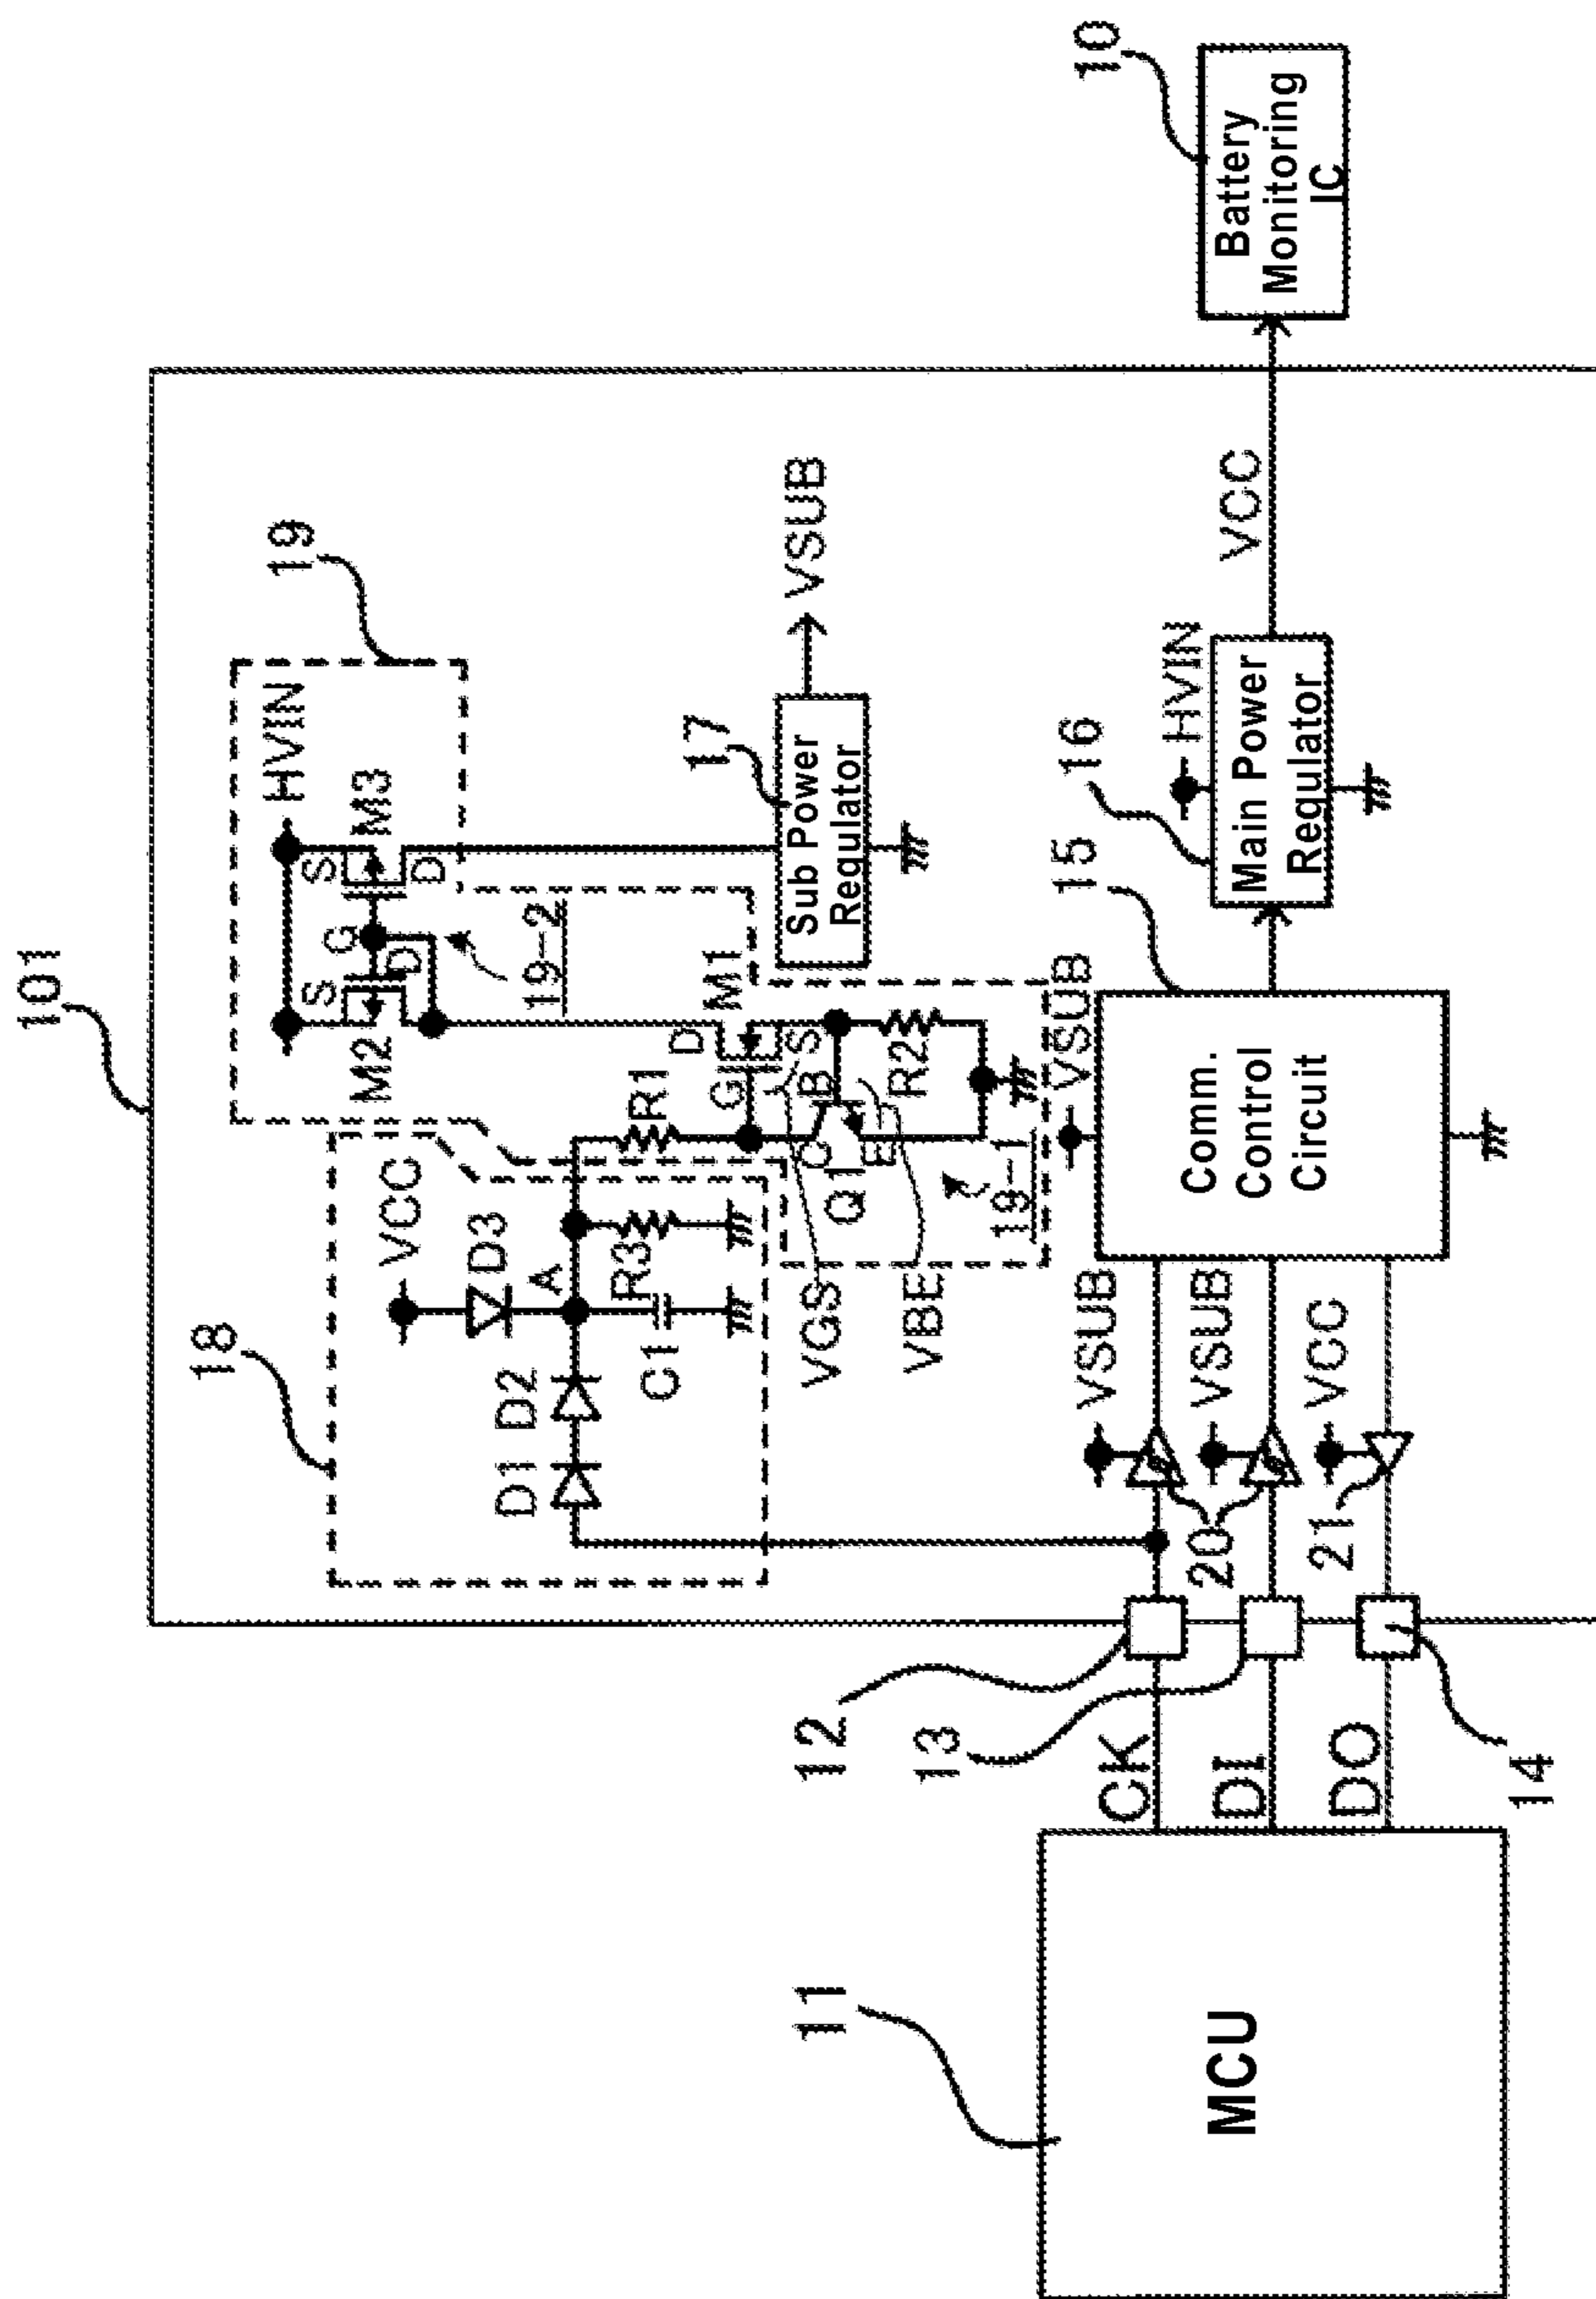 101
19
HVIN
S
M3
D
G
D
S
M2
19-2
17
Sub Power
Regulator
VSUB
18
VCC
D3
A
D1
D2
C1
R3
R1
M1
D
G
S
B
C
E
Q1
R2
19-1
VGS
VBE
10
Battery
Monitoring
IC
VCC
HVIN
16
Main Power
Regulator
15
VSUB
Comm.
Control
Circuit
VSUB
VSUB
VCC
20
21
12
13
14
CK
DI
DO
11
MCU